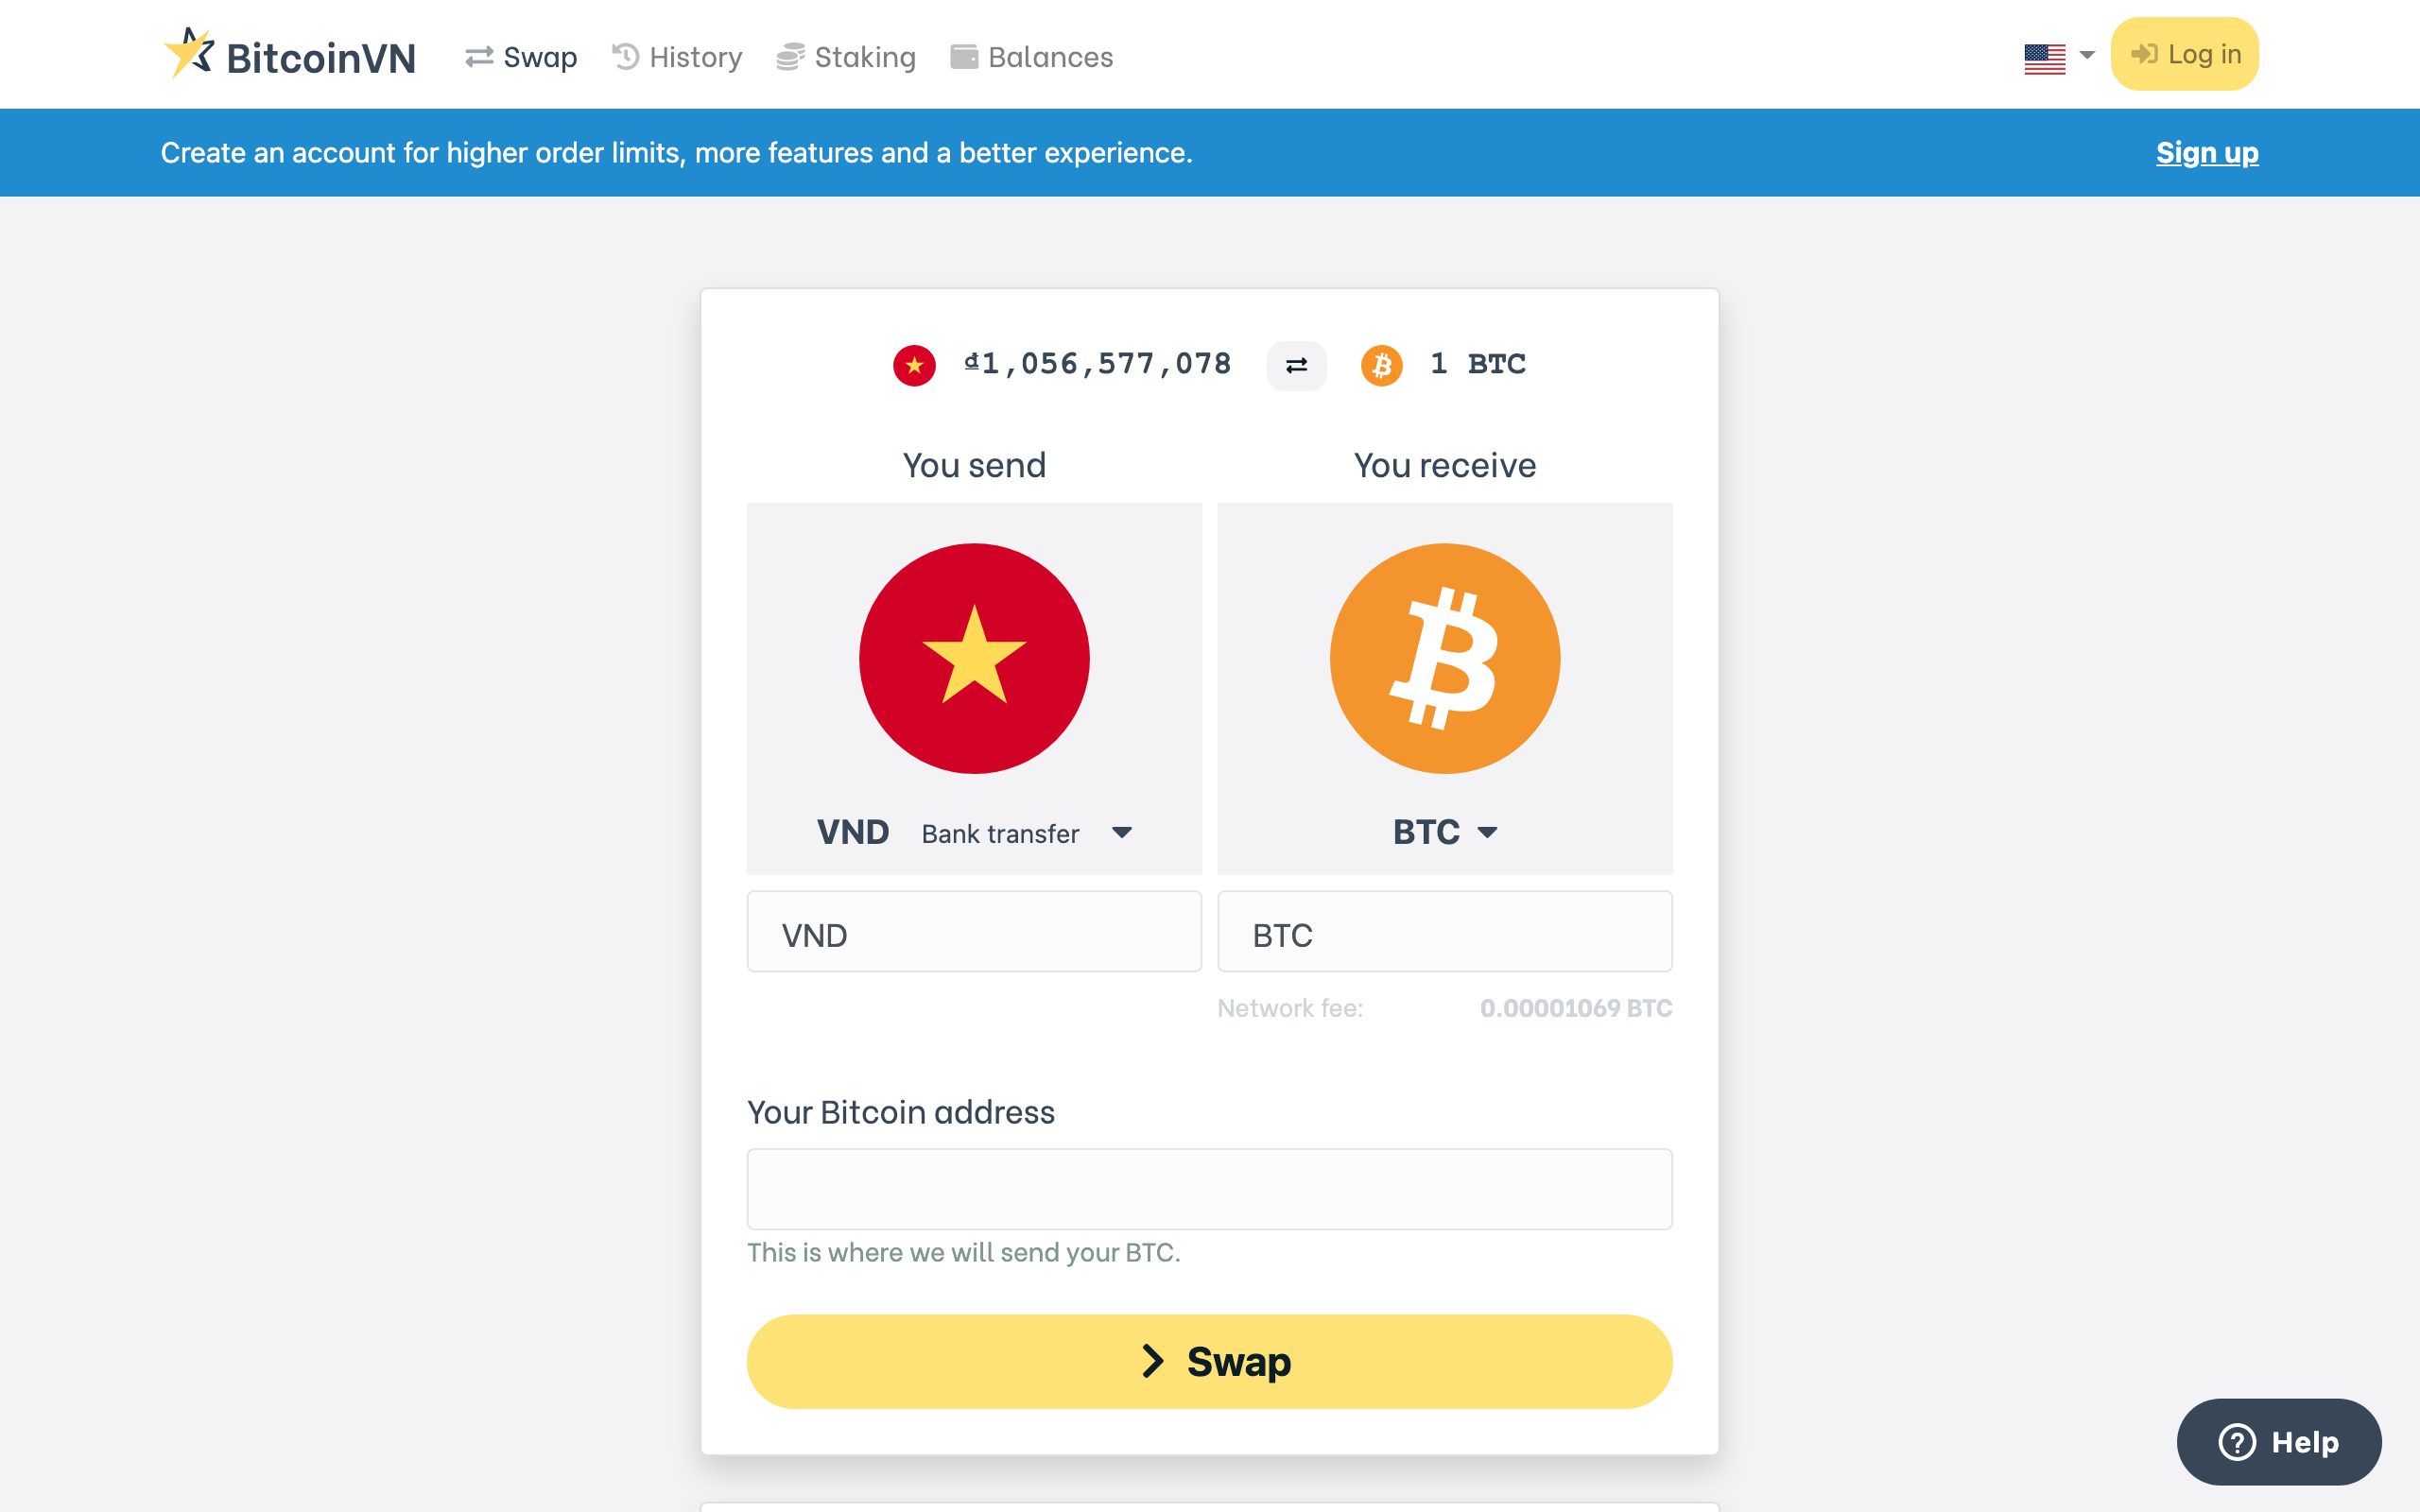 BitcoinVN
Swap
History
Staking
Balances
Log in
Create an account for higher order limits, more features and a better experience.
Sign up
₫1,056,577,078
1 BTC
You send
You receive
VND Bank transfer
BTC
VND
BTC
Network fee: 0.00001069 BTC
Your Bitcoin address
This is where we will send your BTC.
Swap
Help